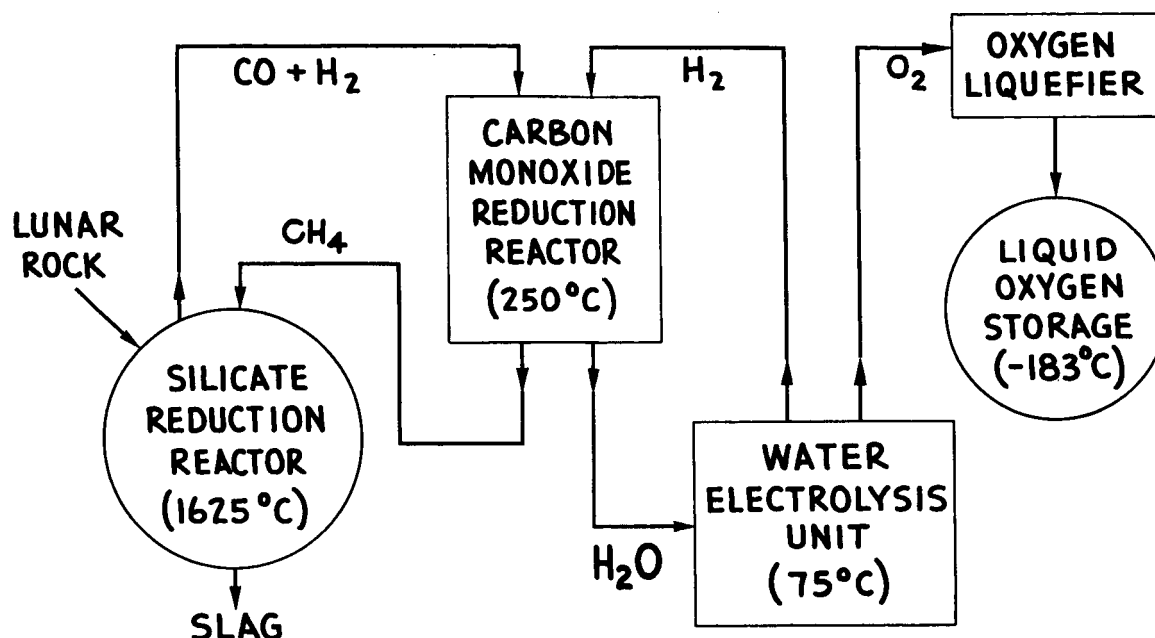 CO + H₂
H₂
O₂
OXYGEN
LIQUEFIER
CARBON
MONOXIDE
REDUCTION
REACTOR
(250°C)
LUNAR
ROCK
CH₄
LIQUID
OXYGEN
STORAGE
(-183°C)
SILICATE
REDUCTION
REACTOR
(1625°C)
WATER
ELECTROLYSIS
UNIT
(75°C)
H₂O
SLAG